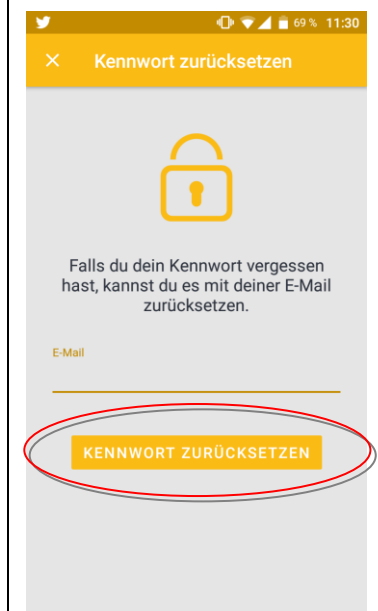 69 % 11:30
Kennwort zurücksetzen
Falls du dein Kennwort vergessen
hast, kannst du es mit deiner E-Mail
zurücksetzen.
E-Mail
KENNWORT ZURÜCKSETZEN